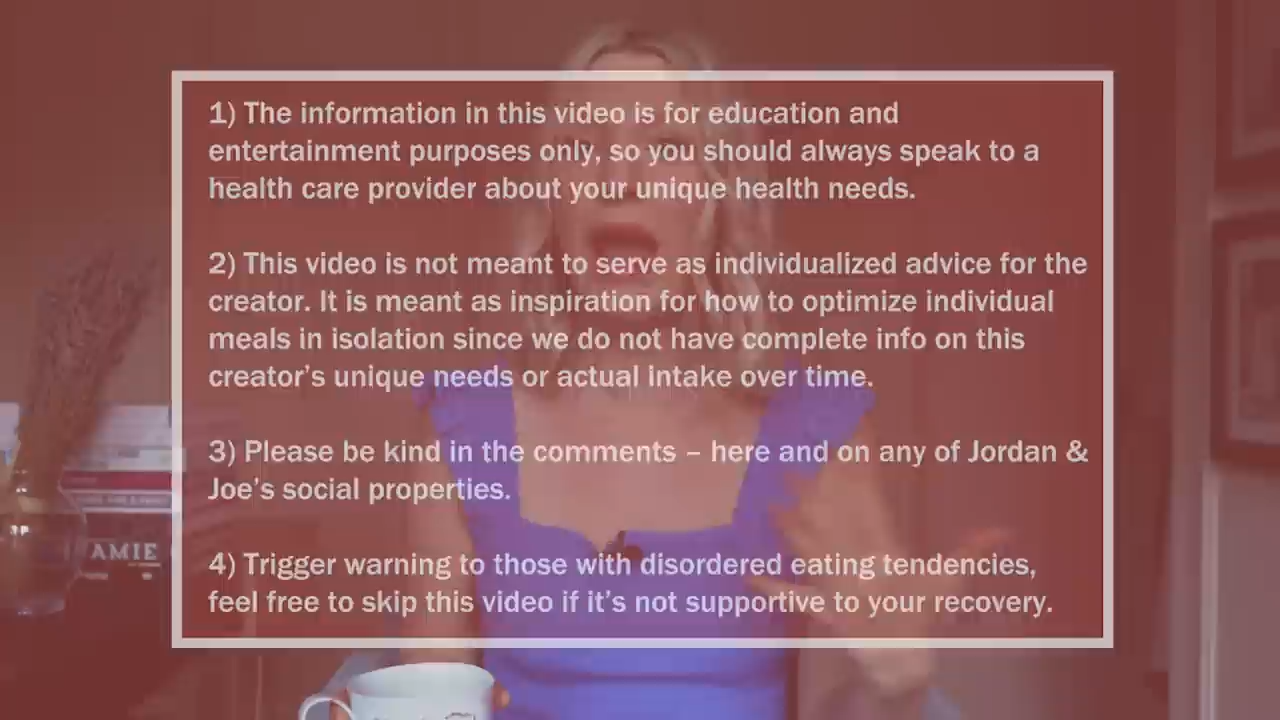 1) The information in this video is for education and
entertainment purposes only, so you should always speak to a
health care provider about your unique health needs.
2) This video is not meant to serve as individualized advice for the
creator. It is meant as inspiration for how to optimize individual
meals in isolation since we do not have complete info on this
creator's unique needs or actual intake over time.
3) Please be kind in the comments – here and on any of Jordan &
Joe's social properties.
4) Trigger warning to those with disordered eating tendencies,
feel free to skip this video if it's not supportive to your recovery.
AMIE